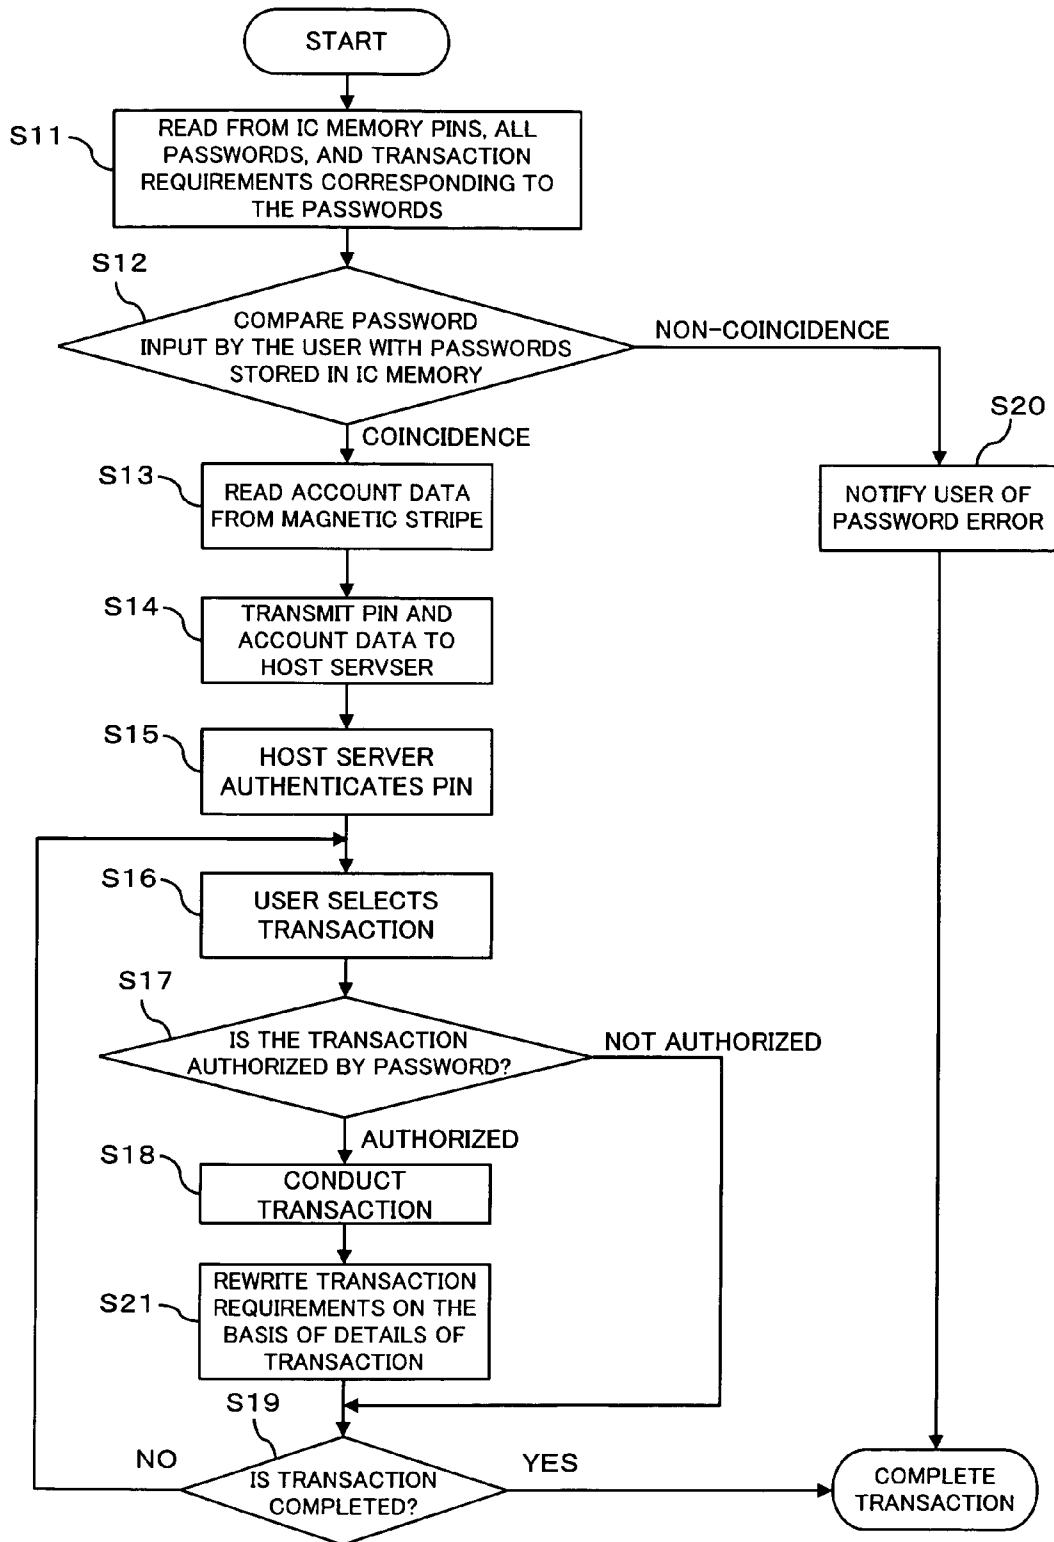 START
S11
READ FROM IC MEMORY PINS, ALL
PASSWORDS, AND TRANSACTION
REQUIREMENTS CORRESPONDING TO
THE PASSWORDS
S12
COMPARE PASSWORD
INPUT BY THE USER WITH PASSWORDS
STORED IN IC MEMORY
NON-COINCIDENCE
COINCIDENCE
S20
NOTIFY USER OF
PASSWORD ERROR
S13
READ ACCOUNT DATA
FROM MAGNETIC STRIPE
S14
TRANSMIT PIN AND
ACCOUNT DATA TO
HOST SERVSER
S15
HOST SERVER
AUTHENTICATES PIN
S16
USER SELECTS
TRANSACTION
S17
IS THE TRANSACTION
AUTHORIZED BY PASSWORD?
NOT AUTHORIZED
AUTHORIZED
S18
CONDUCT
TRANSACTION
S21
REWRITE TRANSACTION
REQUIREMENTS ON THE
BASIS OF DETAILS OF
TRANSACTION
S19
NO
IS TRANSACTION
COMPLETED?
YES
COMPLETE
TRANSACTION